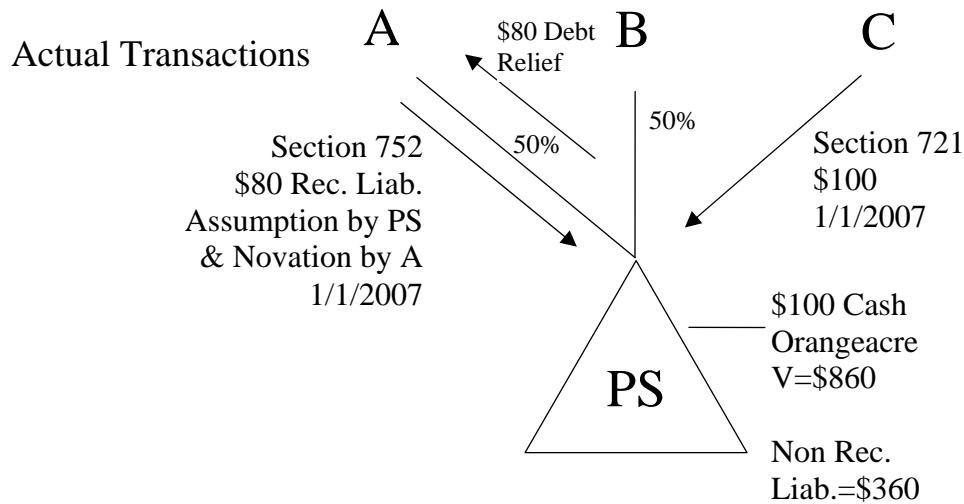 Actual Transactions
A
$80 Debt
Relief
B
C
50%
50%
Section 752
$80 Rec. Liab.
Assumption by PS
& Novation by A
1/1/2007
Section 721
$100
1/1/2007
$100 Cash
Orangeacre
V=$860
PS
Non Rec.
Liab.=$360